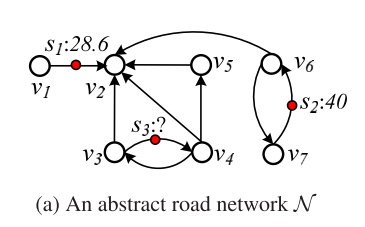 s1:28.6
v1
v2
v5
v6
s2:40
s3:?
v3
v4
v7
(a) An abstract road network N